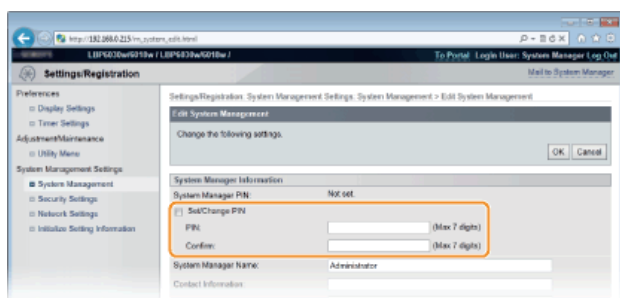 http://192.168.0.215/m_system_edit.html
LBP6030w/6018w / LBP6030w/6018w /
To Portal Login User: System Manager Log Out
Settings/Registration
Mail to System Manager
Preferences
Display Settings
Timer Settings
Adjustment/Maintenance
Utility Menu
System Management Settings
System Management
Security Settings
Network Settings
Initialize Setting Information
Settings/Registration: System Management Settings: System Management > Edit System Management
Edit System Management
Change the following settings.
OK Cancel
System Manager Information
System Manager PIN: Not set.
Set/Change PIN
PIN: (Max 7 digits)
Confirm: (Max 7 digits)
System Manager Name: Administrator
Contact Information: